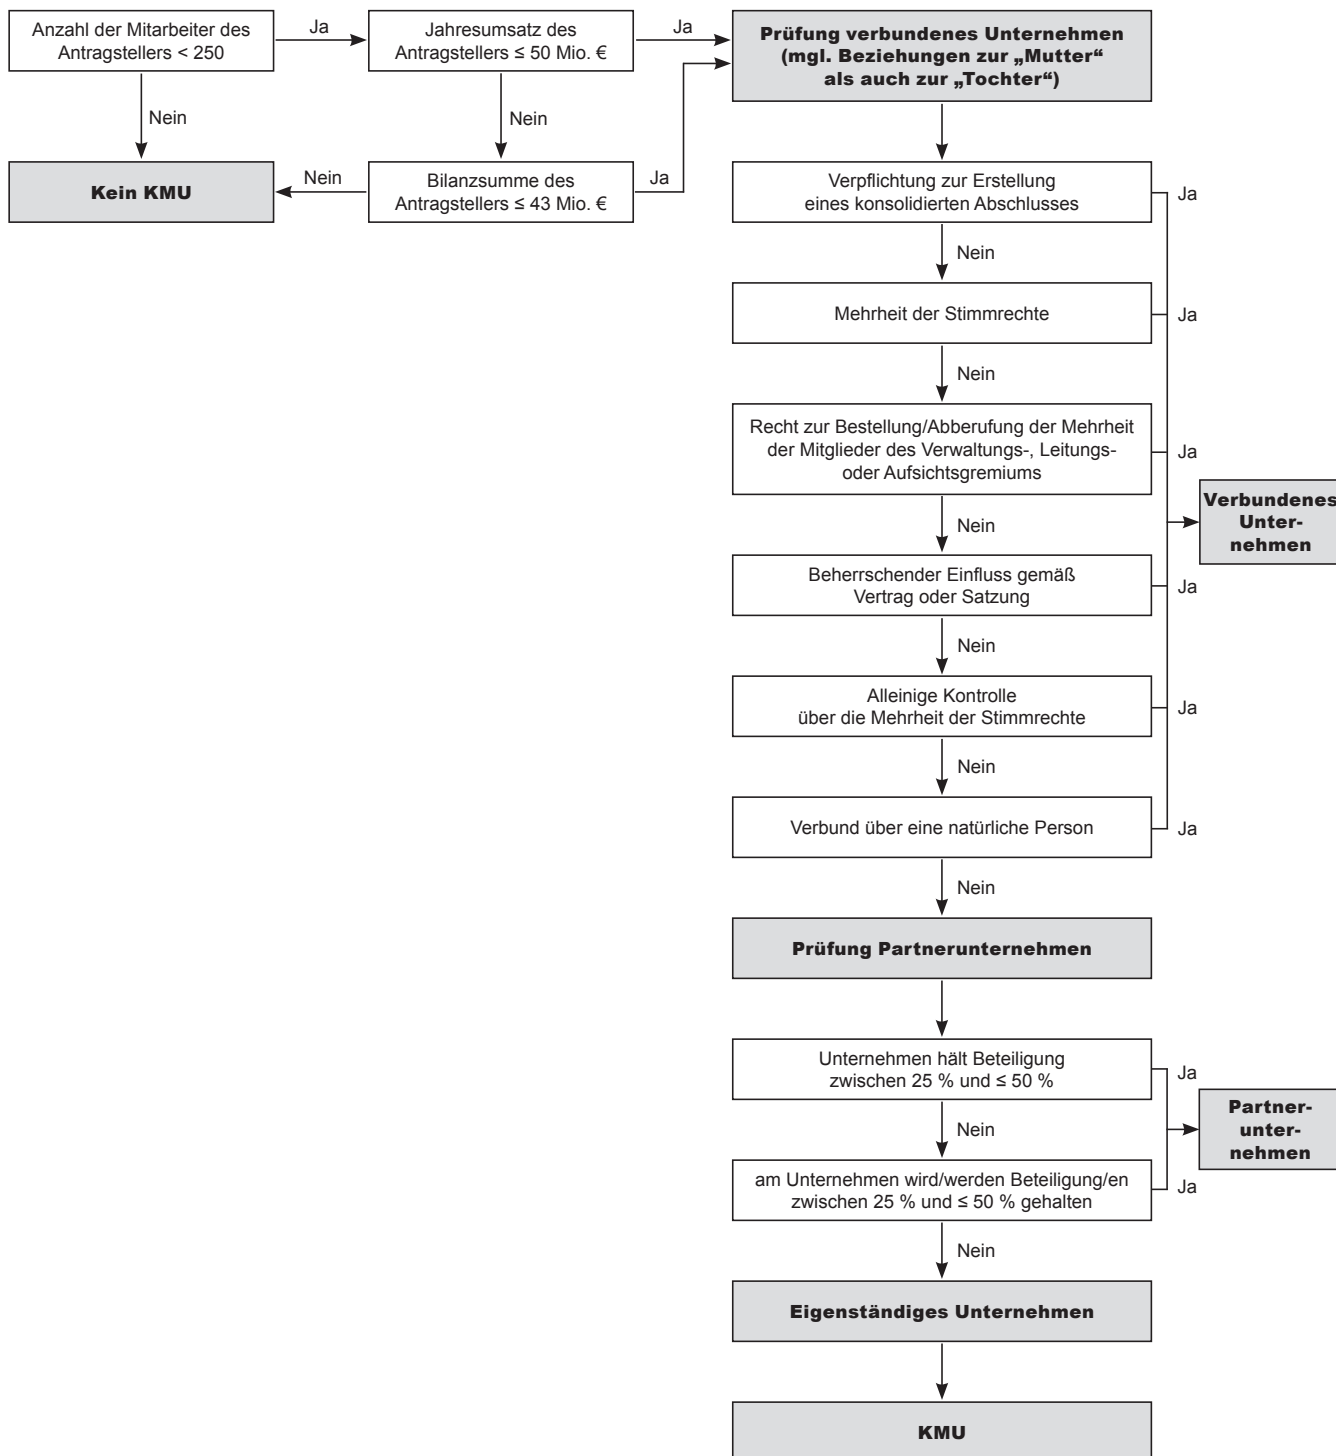 Anzahl der Mitarbeiter des
Antragstellers < 250
Ja
Jahresumsatz des
Antragstellers ≤ 50 Mio. €
Ja
Prüfung verbundenes Unternehmen
(mgl. Beziehungen zur „Mutter“
als auch zur „Tochter“)
Nein
Nein
Kein KMU
Nein
Bilanzsumme des
Antragstellers ≤ 43 Mio. €
Ja
Verpflichtung zur Erstellung
eines konsolidierten Abschlusses
Ja
Nein
Mehrheit der Stimmrechte
Ja
Nein
Recht zur Bestellung/Abberufung der Mehrheit
der Mitglieder des Verwaltungs-, Leitungs-
oder Aufsichtsgremiums
Ja
Nein
Verbundenes
Unter-
nehmen
Beherrschender Einfluss gemäß
Vertrag oder Satzung
Ja
Nein
Alleinige Kontrolle
über die Mehrheit der Stimmrechte
Ja
Nein
Verbund über eine natürliche Person
Ja
Nein
Prüfung Partnerunternehmen
Unternehmen hält Beteiligung
zwischen 25 % und ≤ 50 %
Ja
Nein
Partner-
unter-
nehmen
am Unternehmen wird/werden Beteiligung/en
zwischen 25 % und ≤ 50 % gehalten
Ja
Nein
Eigenständiges Unternehmen
KMU